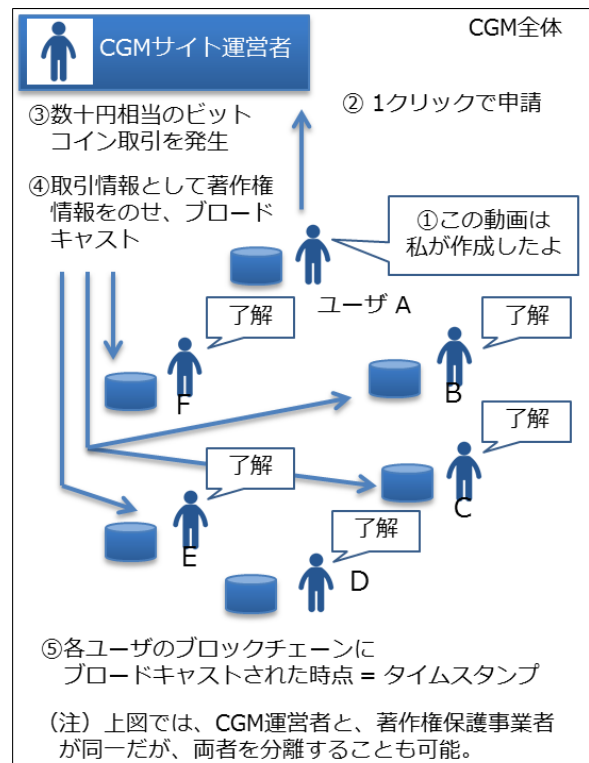 CGM全体
CGMサイト運営者
② 1クリックで申請
③数十円相当のビット
コイン取引を発生
④取引情報として著作権
情報をのせ、ブロード
キャスト
①この動画は
私が作成したよ
ユーザ A
了解
F
了解
B
了解
E
了解
C
了解
D
⑤各ユーザのブロックチェーンに
ブロードキャストされた時点 = タイムスタンプ
（注）上図では、CGM運営者と、著作権保護事業者
が同一だが、両者を分離することも可能。